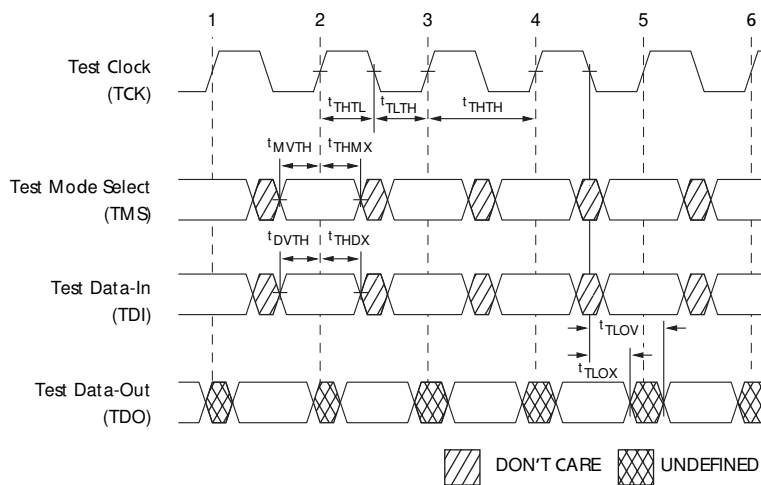 1 2 3 4 5 6
Test Clock
(TCK)
tTHTL tTLTH tTHTH
tMVTH tTHMX
Test Mode Select
(TMS)
tDVTH tTHDX
Test Data-In
(TDI)
tTLOV
tTLOX
Test Data-Out
(TDO)
DON'T CARE UNDEFINED